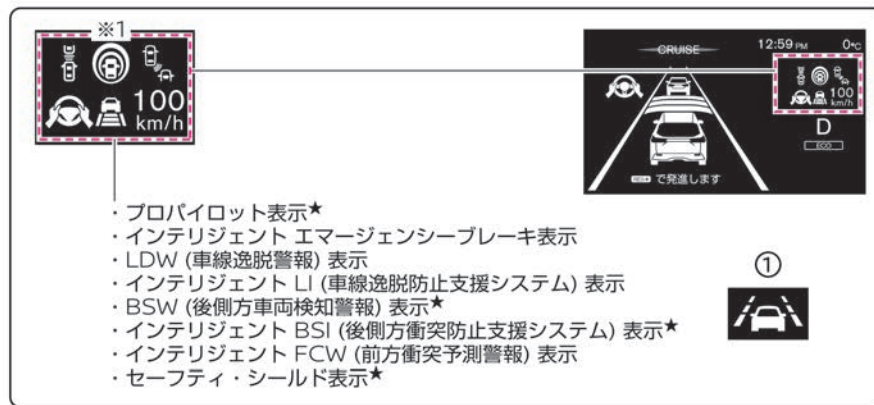 ※1
100
km/h
CRUISE
12:59 PM
0℃
100
km/h
D
ECO
RES+ で発進します
・プロパイロット表示★
・インテリジェント エマージェンシーブレーキ表示
・LDW (車線逸脱警報) 表示
・インテリジェント LI (車線逸脱防止支援システム) 表示
・BSW (後側方車両検知警報) 表示★
・インテリジェント BSI (後側方衝突防止支援システム) 表示★
・インテリジェント FCW (前方衝突予測警報) 表示
・セーフティ・シールド表示★
①